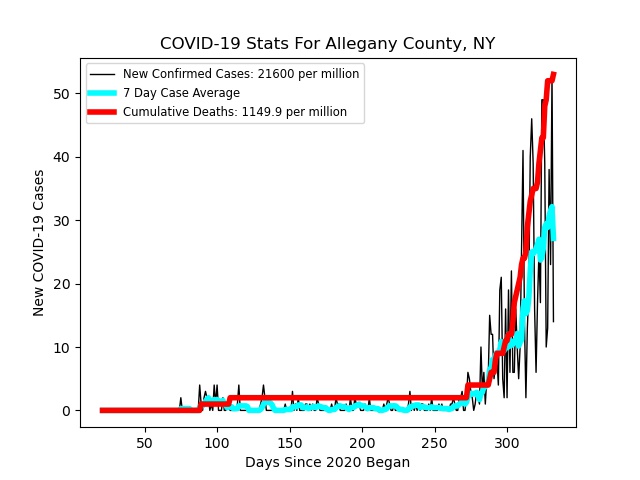 COVID-19 Stats For Allegany County, NY
New Confirmed Cases: 21600 per million
7 Day Case Average
Cumulative Deaths: 1149.9 per million
New COVID-19 Cases
50
40
30
20
10
0
50 100 150 200 250 300
Days Since 2020 Began